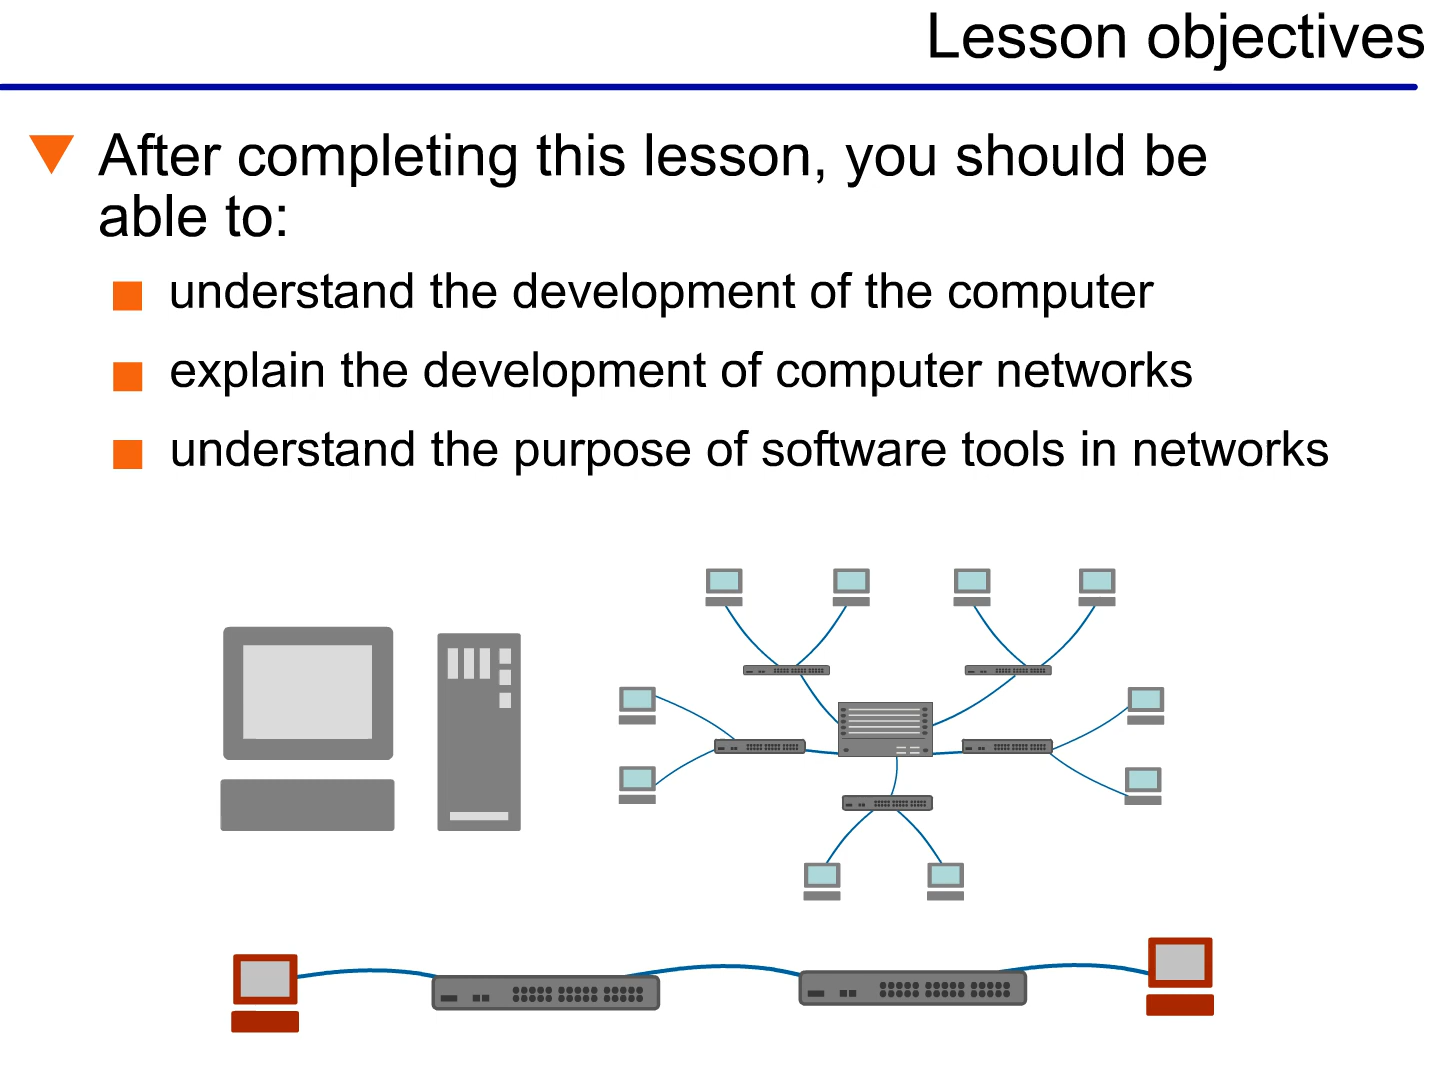 Lesson objectives
After completing this lesson, you should be
able to:
understand the development of the computer
explain the development of computer networks
understand the purpose of software tools in networks